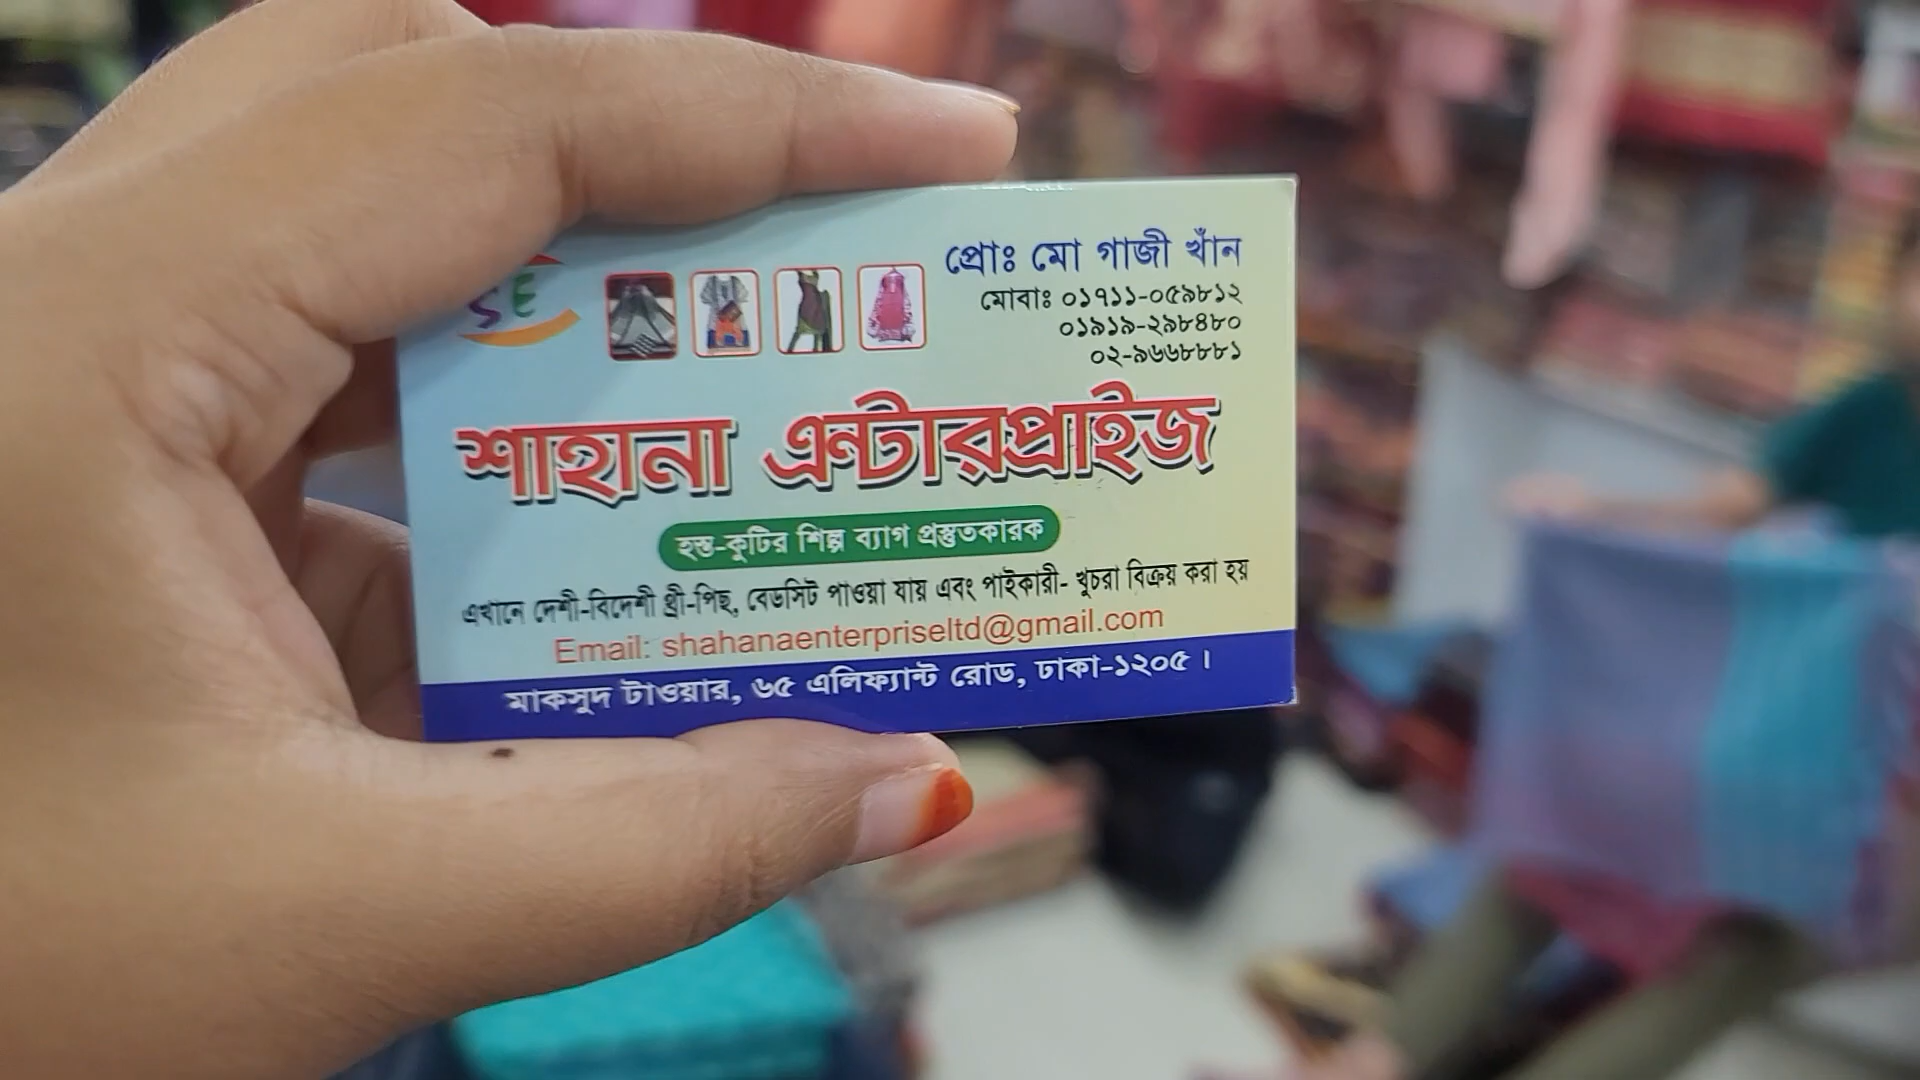 SE
প্রোঃ মো গাজী খাঁন
মোবাঃ ০১৭১১-০৫৯৮১২
০১৯১৯-২৯৮৪৮০
০২-৯৬৬৮৮৮১
শাহানা এন্টারপ্রাইজ
হস্ত-কুটির শিল্প ব্যাগ প্রস্তুতকারক
এখানে দেশী-বিদেশী থ্রী-পিছ, বেডসিট পাওয়া যায় এবং পাইকারী- খুচরা বিক্রয় করা হয়
Email: shahanaenterpriseltd@gmail.com
মাকসুদ টাওয়ার, ৬৫ এলিফ্যান্ট রোড, ঢাকা-১২০৫।